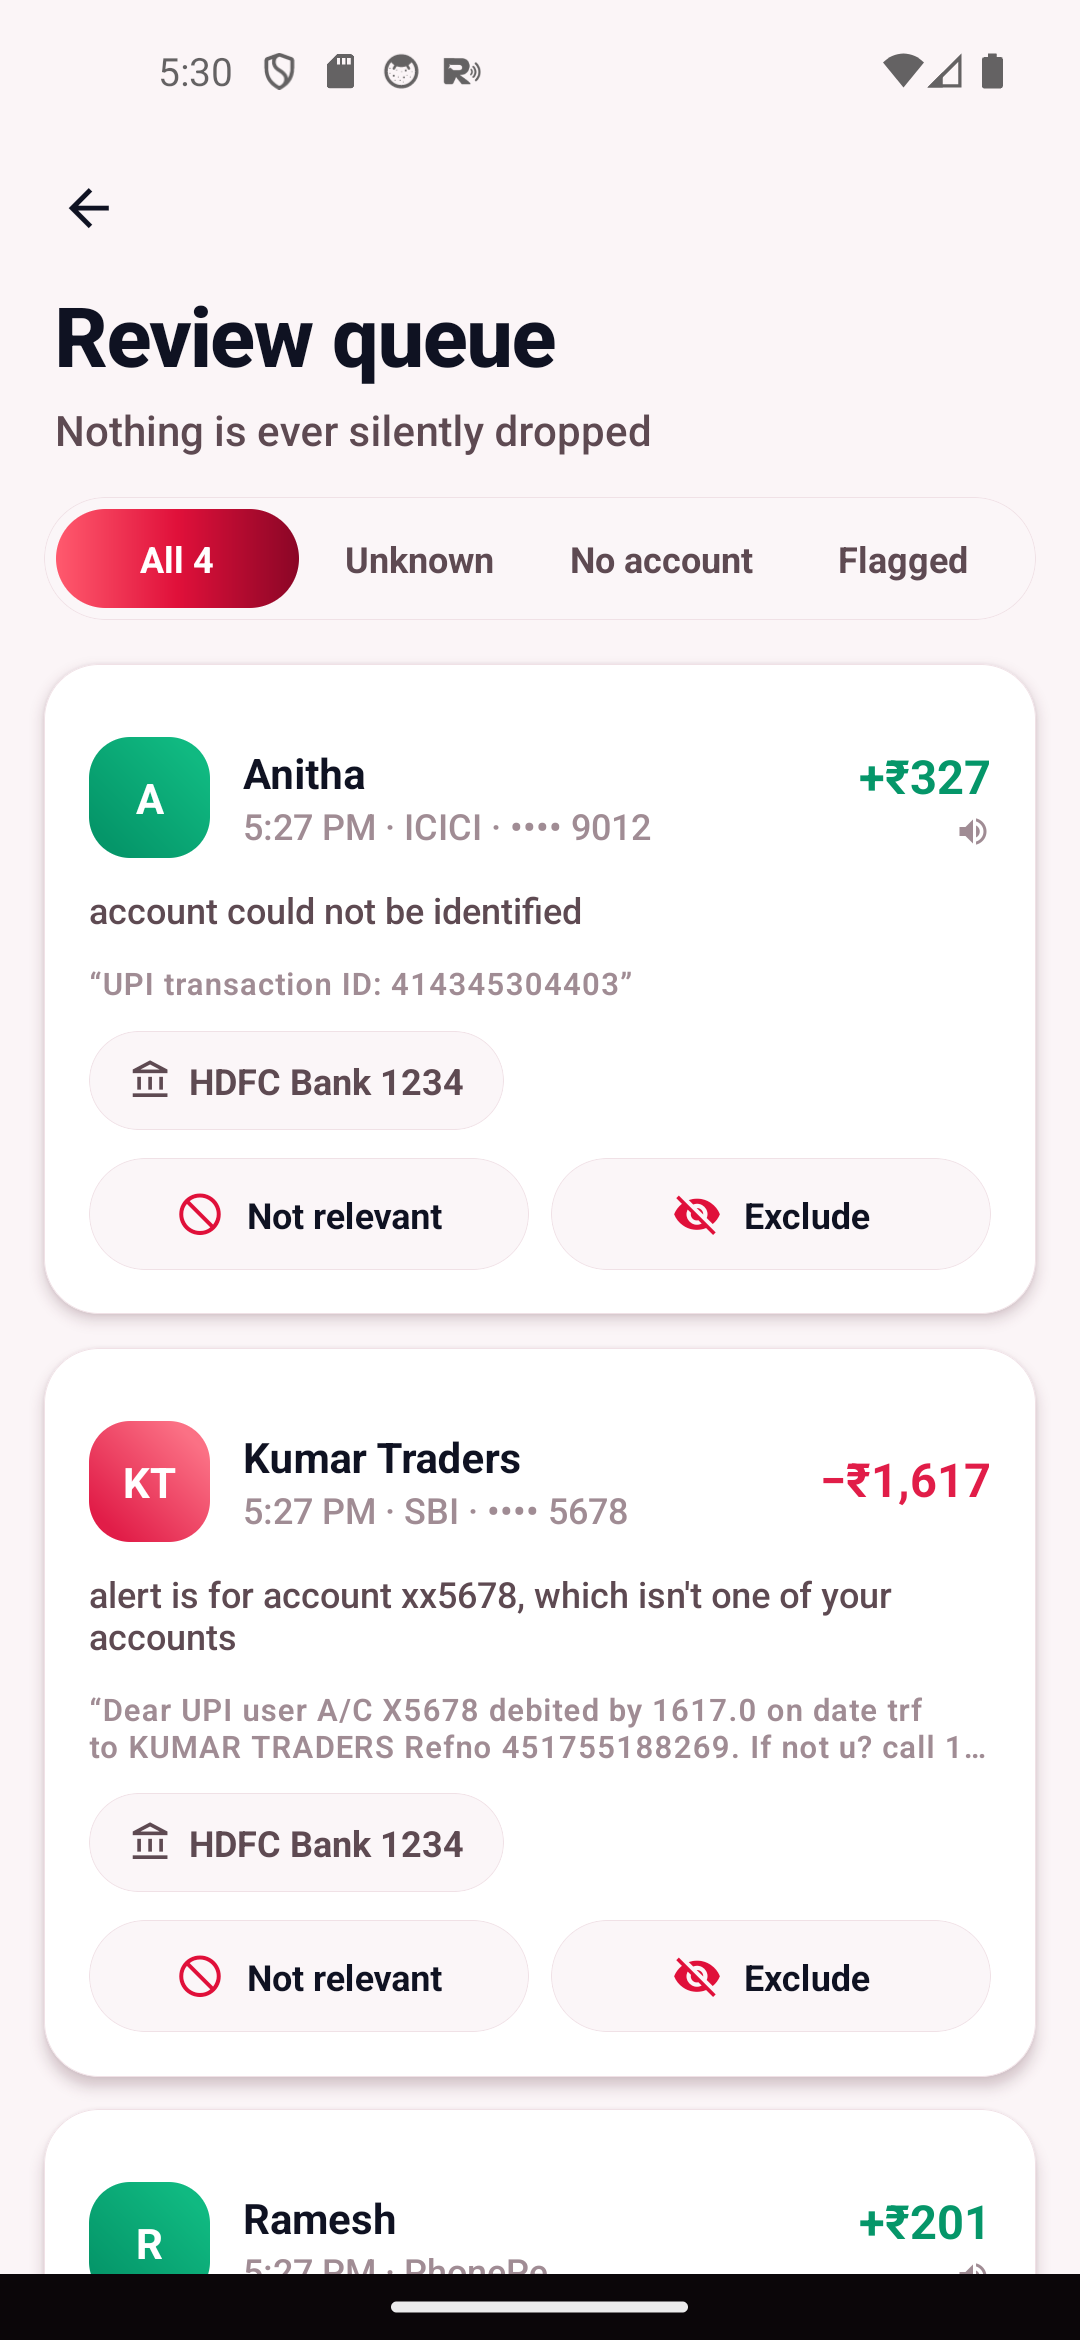 5:30
Review queue
Nothing is ever silently dropped
All 4
Unknown
No account
Flagged
A
Anitha
+₹327
5:27 PM · ICICI · •••• 9012
account could not be identified
“UPI transaction ID: 414345304403”
HDFC Bank 1234
Not relevant
Exclude
KT
Kumar Traders
−₹1,617
5:27 PM · SBI · •••• 5678
alert is for account xx5678, which isn't one of your
accounts
“Dear UPI user A/C X5678 debited by 1617.0 on date trf
to KUMAR TRADERS Refno 451755188269. If not u? call 1…
HDFC Bank 1234
Not relevant
Exclude
R
Ramesh
+₹201
5:27 PM · PhonePe